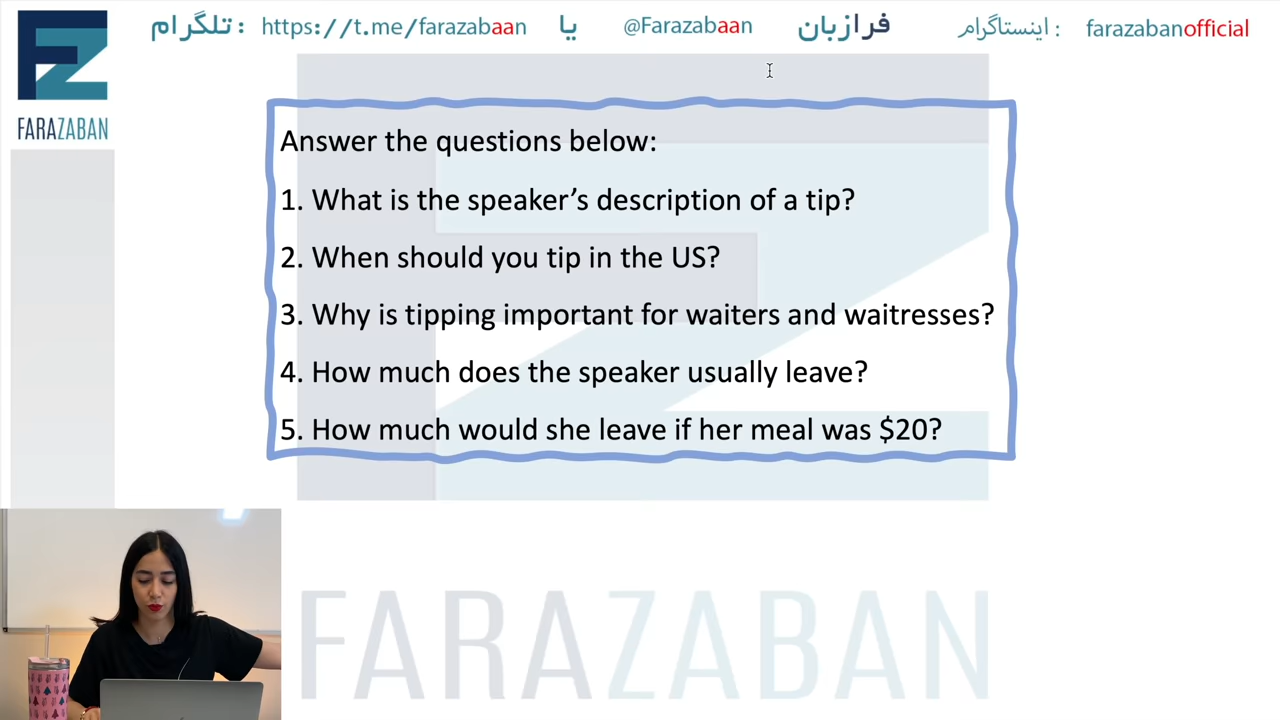 تلگرام : https://t.me/farazabaan یا @Farazabaan فرازبان اینستاگرام : farazabanofficial
FZ
FARAZABAN
Answer the questions below:
1. What is the speaker’s description of a tip?
2. When should you tip in the US?
3. Why is tipping important for waiters and waitresses?
4. How much does the speaker usually leave?
5. How much would she leave if her meal was $20?
FARAZABAN